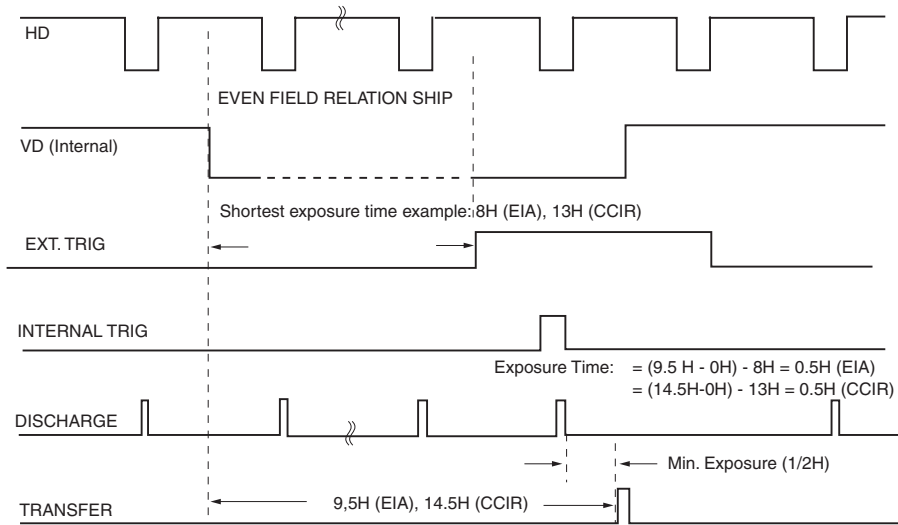 HD
EVEN FIELD RELATION SHIP
VD (Internal)
Shortest exposure time example: 8H (EIA), 13H (CCIR)
EXT. TRIG
INTERNAL TRIG
Exposure Time: = (9.5 H - 0H) - 8H = 0.5H (EIA)
= (14.5H-0H) - 13H = 0.5H (CCIR)
DISCHARGE
Min. Exposure (1/2H)
9,5H (EIA), 14.5H (CCIR)
TRANSFER